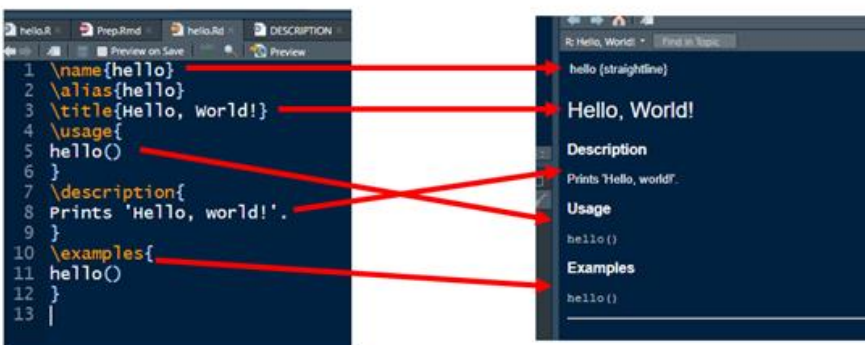 hello.R
Prep.Rmd
hello.Rd
DESCRIPTION
Preview on Save
Preview
1 \name{hello}
2 \alias{hello}
3 \title{Hello, World!}
4 \usage{
5 hello()
6 }
7 \description{
8 Prints 'Hello, world!'.
9 }
10 \examples{
11 hello()
12 }
13
R: Hello, World!
Find in Topic
hello {straightline}
Hello, World!
Description
Prints 'Hello, world!'.
Usage
hello()
Examples
hello()